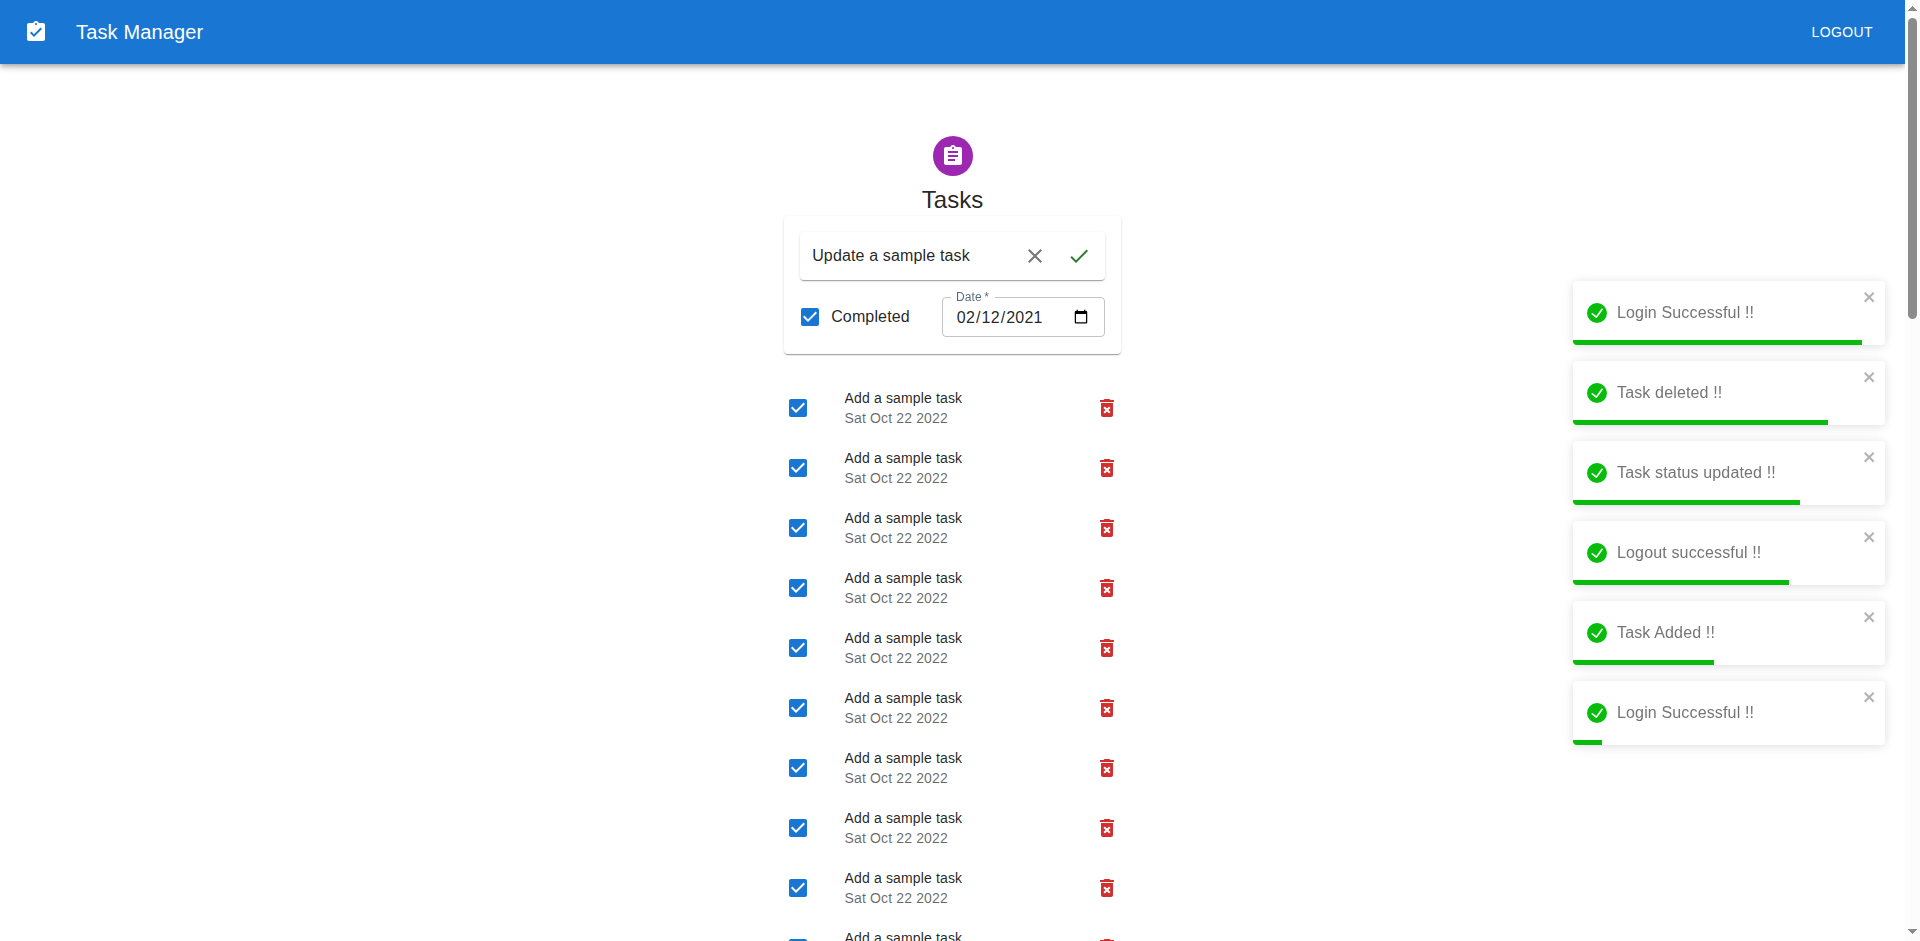 Task Manager
LOGOUT
Tasks
Update a sample task
Completed
Date *
02/12/2021
Add a sample task
Sat Oct 22 2022
Add a sample task
Sat Oct 22 2022
Add a sample task
Sat Oct 22 2022
Add a sample task
Sat Oct 22 2022
Add a sample task
Sat Oct 22 2022
Add a sample task
Sat Oct 22 2022
Add a sample task
Sat Oct 22 2022
Add a sample task
Sat Oct 22 2022
Add a sample task
Sat Oct 22 2022
Add a sample task
Login Successful !!
Task deleted !!
Task status updated !!
Logout successful !!
Task Added !!
Login Successful !!